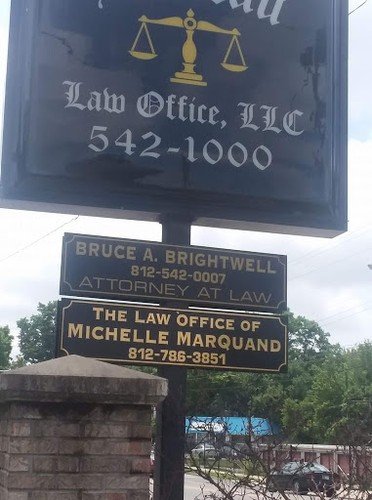 Law Office, LLC
542-1000
BRUCE A. BRIGHTWELL
812-542-0007
ATTORNEY AT LAW
THE LAW OFFICE OF
MICHELLE MARQUAND
812-786-3851